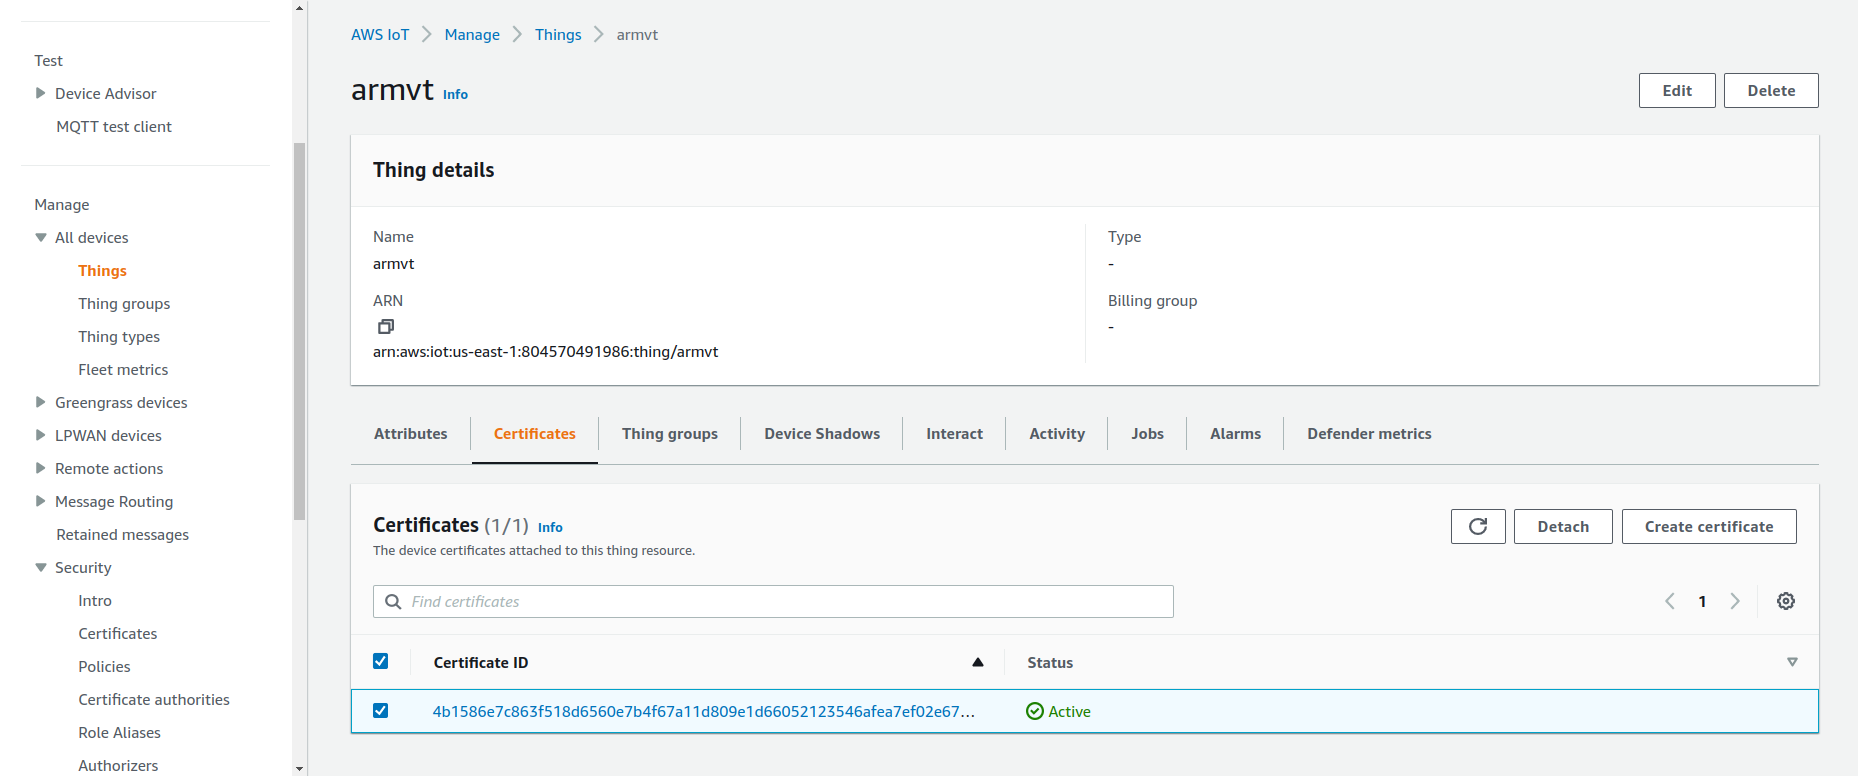 Test
Device Advisor
MQTT test client
Manage
All devices
Things
Thing groups
Thing types
Fleet metrics
Greengrass devices
LPWAN devices
Remote actions
Message Routing
Retained messages
Security
Intro
Certificates
Policies
Certificate authorities
Role Aliases
Authorizers
AWS IoT Manage Things armvt
armvt Info
Edit Delete
Thing details
Name
armvt
ARN
arn:aws:iot:us-east-1:804570491986:thing/armvt
Type
-
Billing group
-
Attributes Certificates Thing groups Device Shadows Interact Activity Jobs Alarms Defender metrics
Certificates (1/1) Info
The device certificates attached to this thing resource.
Detach Create certificate
Find certificates
1
Certificate ID Status
4b1586e7c863f518d6560e7b4f67a11d809e1d66052123546afea7ef02e67... Active